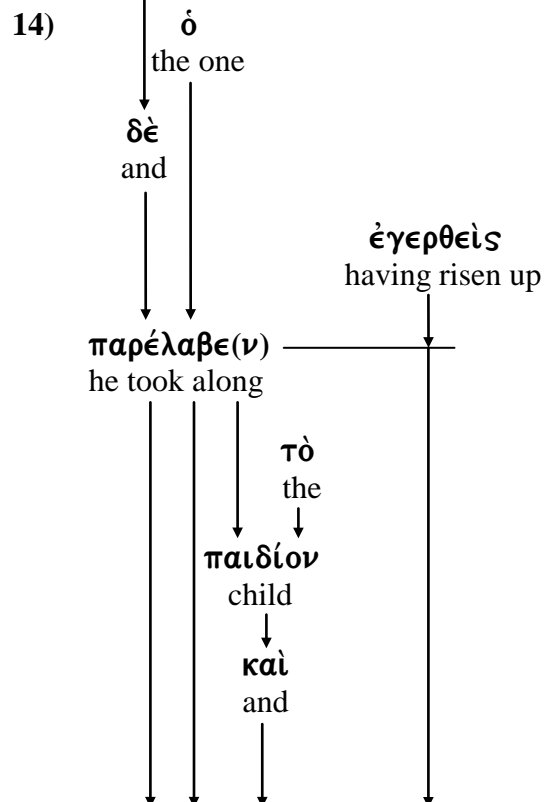 14) ὁ
the one
δὲ
and
ἐγερθεὶς
having risen up
παρέλαβε(ν)
he took along
τὸ
the
παιδίον
child
καὶ
and